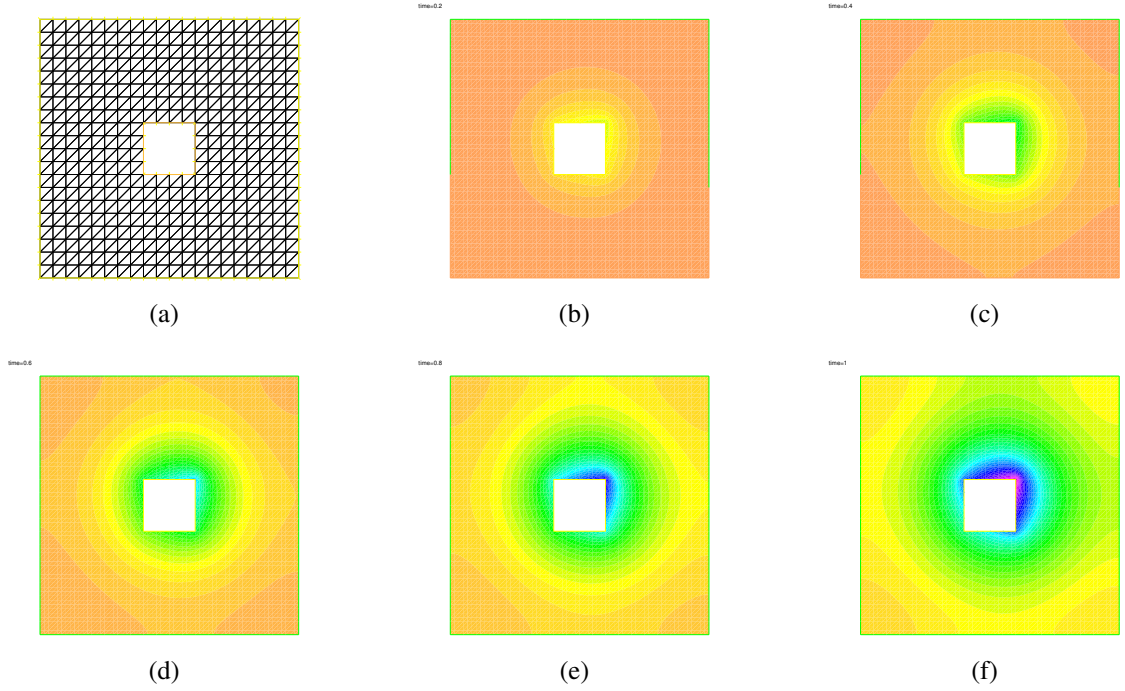 time=0.2
time=0.4
(a)
(b)
(c)
time=0.6
time=0.8
time=1
(d)
(e)
(f)